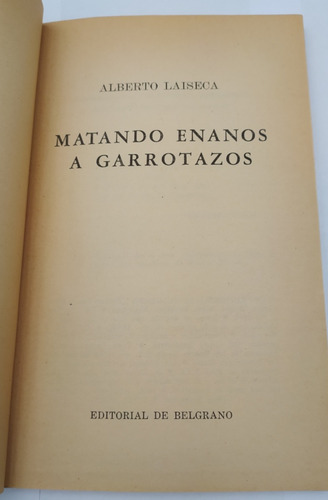 ALBERTO LAISECA
MATANDO ENANOS
A GARROTAZOS
EDITORIAL DE BELGRANO